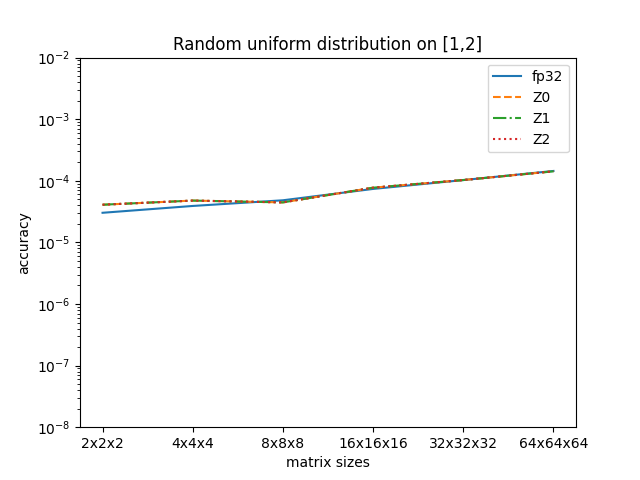 Random uniform distribution on [1,2]
fp32
Z0
Z1
Z2
accuracy
10⁻²
10⁻³
10⁻⁴
10⁻⁵
10⁻⁶
10⁻⁷
10⁻⁸
2x2x2 4x4x4 8x8x8 16x16x16 32x32x32 64x64x64
matrix sizes